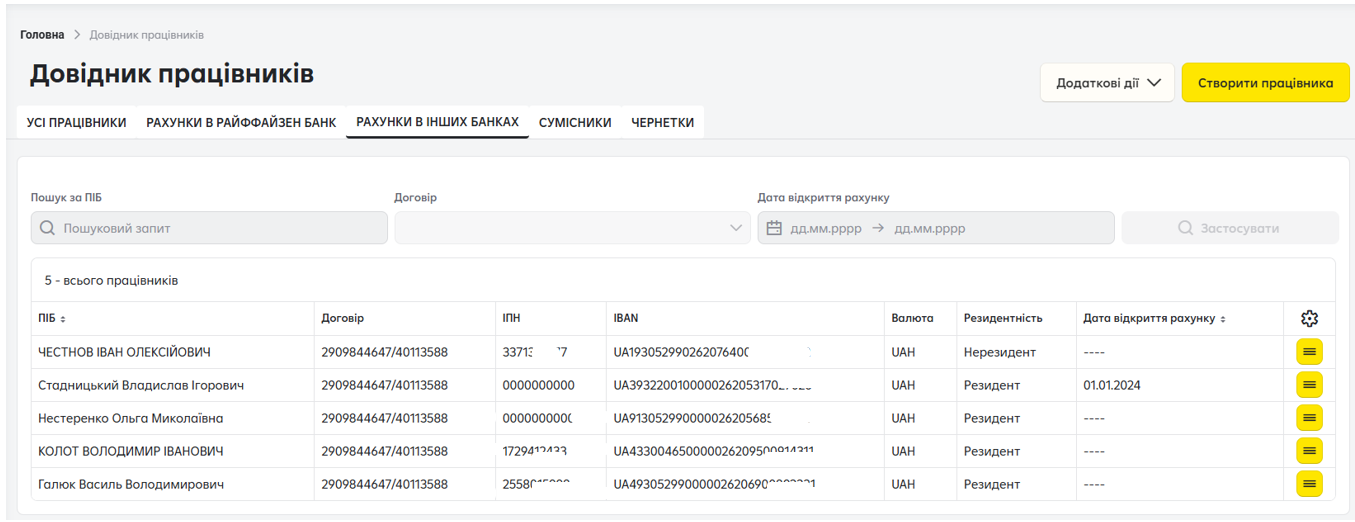 Головна > Довідник працівників
Довідник працівників
Додаткові дії
Створити працівника
УСІ ПРАЦІВНИКИ РАХУНКИ В РАЙФФАЙЗЕН БАНК РАХУНКИ В ІНШИХ БАНКАХ СУМІСНИКИ ЧЕРНЕТКИ
Пошук за ПІБ Договір Дата відкриття рахунку
Пошуковий запит дд.мм.рррр → дд.мм.рррр Застосувати
5 - всього працівників
ПІБ Договір ІПН IBAN Валюта Резидентність Дата відкриття рахунку
ЧЕСТНОВ ІВАН ОЛЕКСІЙОВИЧ 2909844647/40113588 UAH Нерезидент ----
Стадницький Владислав Ігорович 2909844647/40113588 0000000000 UAH Резидент 01.01.2024
Нестеренко Ольга Миколаївна 2909844647/40113588 UAH Резидент ----
КОЛОТ ВОЛОДИМИР ІВАНОВИЧ 2909844647/40113588 UAH Резидент ----
Галюк Василь Володимирович 2909844647/40113588 UAH Резидент ----